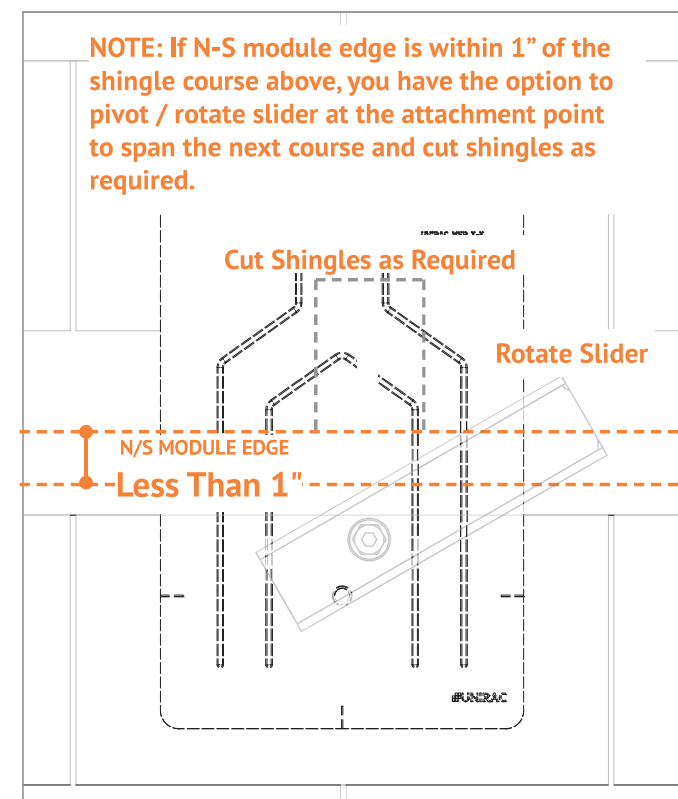 NOTE: If N-S module edge is within 1” of the
shingle course above, you have the option to
pivot / rotate slider at the attachment point
to span the next course and cut shingles as
required.
Cut Shingles as Required
Rotate Slider
N/S MODULE EDGE
Less Than 1"
UNIRAC